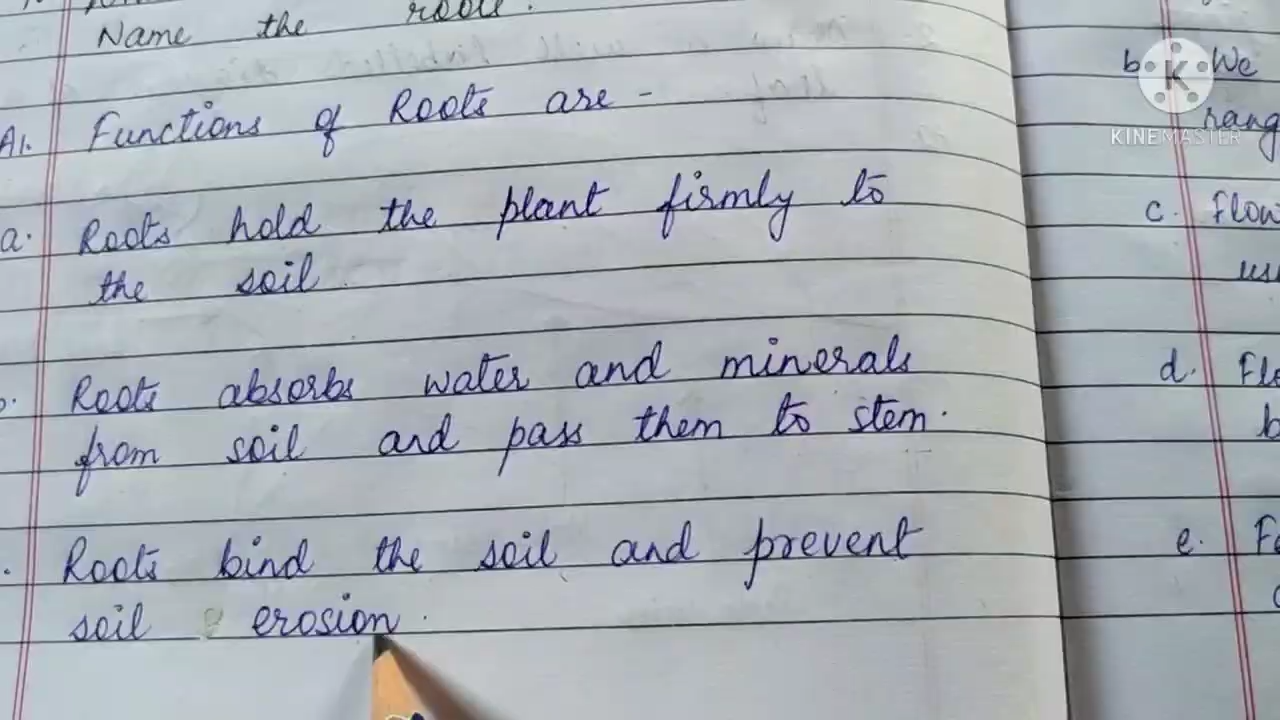 Name the roots.
A1. Functions of Roots are -
a. Roots hold the plant firmly to
the soil.
Roots absorbs water and minerals
from soil and pass them to stem.
Roots bind the soil and prevent
soil erosion.
b. We
c. Flow
d.
e.
KINEMASTER